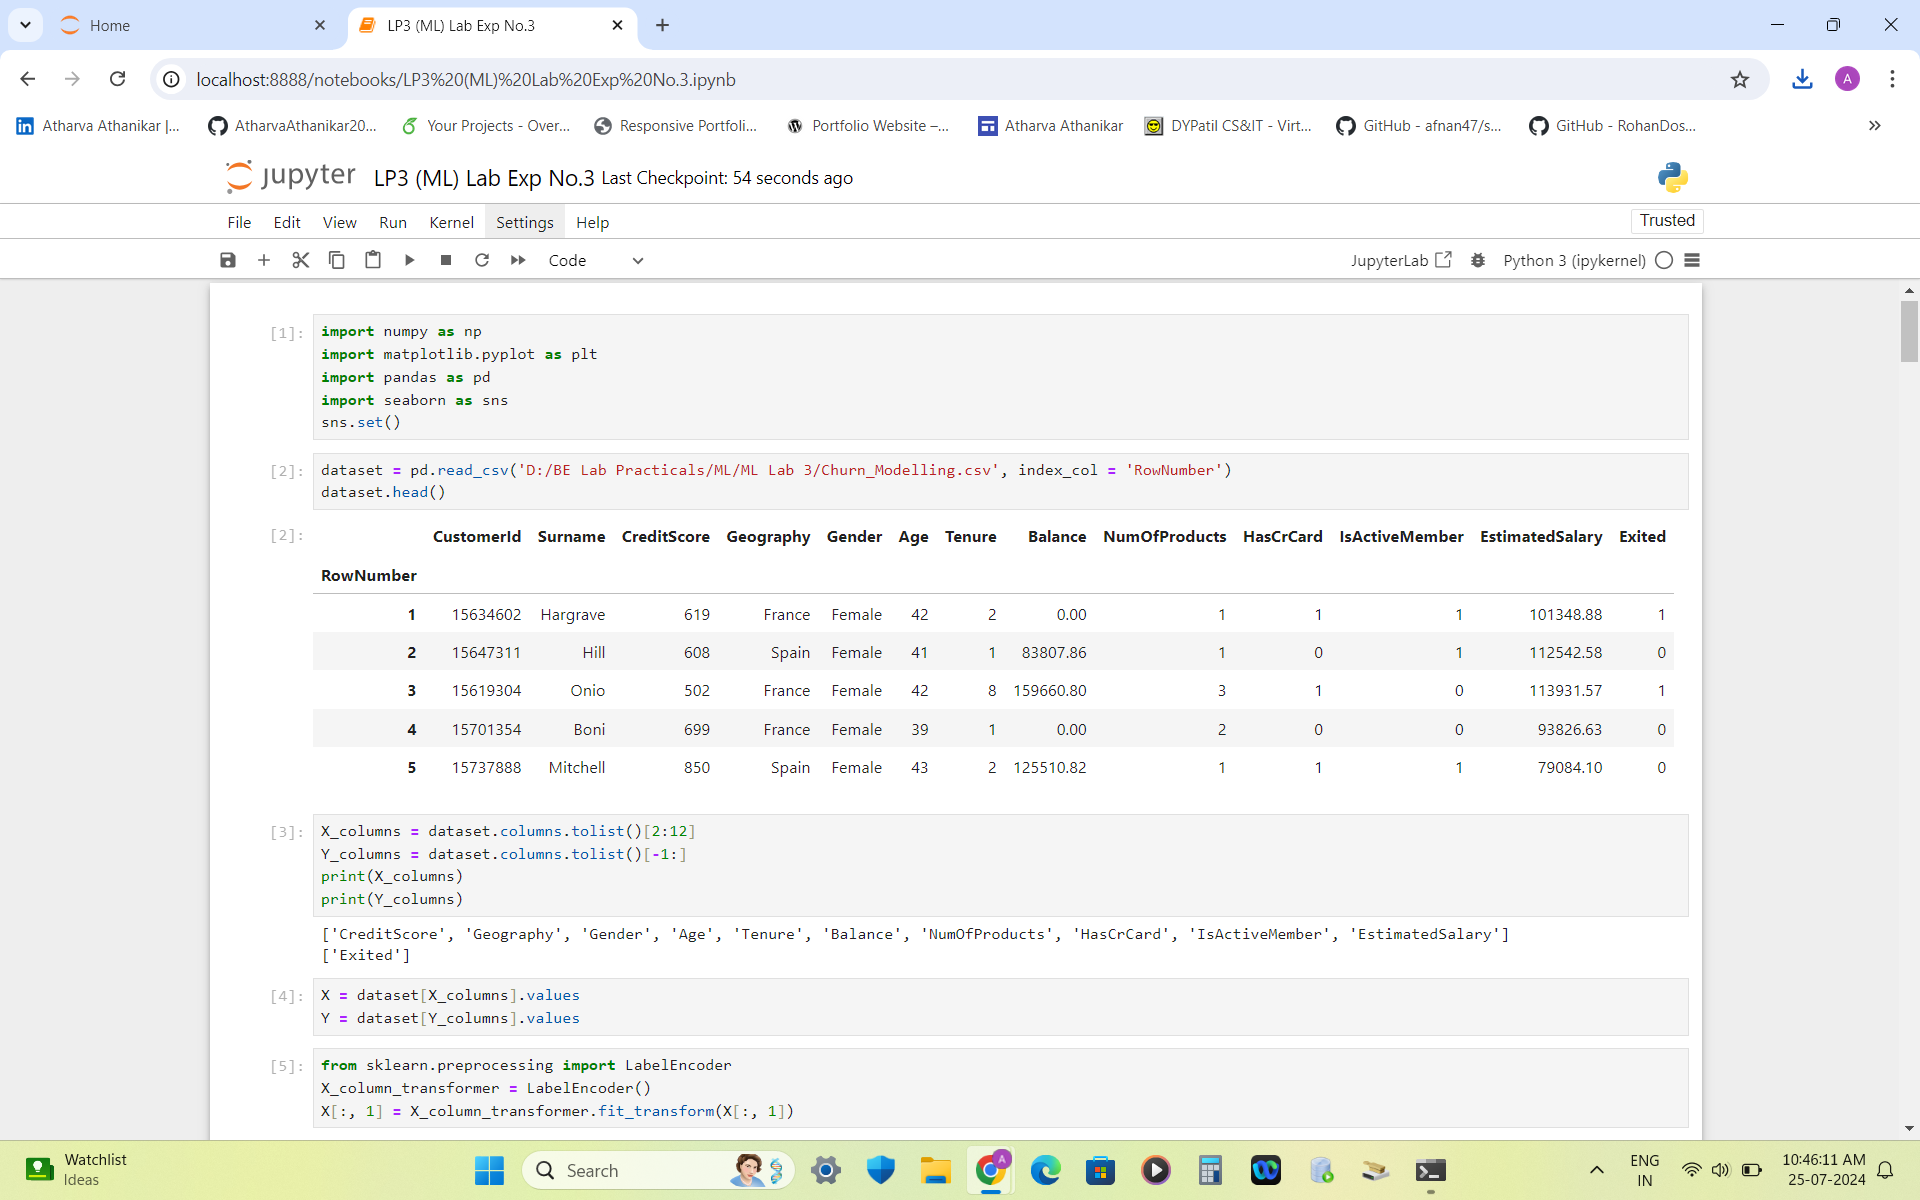 Home
LP3 (ML) Lab Exp No.3
localhost:8888/notebooks/LP3%20(ML)%20Lab%20Exp%20No.3.ipynb
A
Atharva Athanikar |...
AtharvaAthanikar20...
Your Projects - Over...
Responsive Portfoli...
Portfolio Website –...
Atharva Athanikar
DYPatil CS&IT - Virt...
GitHub - afnan47/s...
GitHub - RohanDos...
jupyter LP3 (ML) Lab Exp No.3 Last Checkpoint: 54 seconds ago
File Edit View Run Kernel Settings Help
Trusted
Code
JupyterLab
Python 3 (ipykernel)
[1]:
import numpy as np
import matplotlib.pyplot as plt
import pandas as pd
import seaborn as sns
sns.set()
[2]:
dataset = pd.read_csv('D:/BE Lab Practicals/ML/ML Lab 3/Churn_Modelling.csv', index_col = 'RowNumber')
dataset.head()
[2]:
CustomerId Surname CreditScore Geography Gender Age Tenure Balance NumOfProducts HasCrCard IsActiveMember EstimatedSalary Exited
RowNumber
1 15634602 Hargrave 619 France Female 42 2 0.00 1 1 1 101348.88 1
2 15647311 Hill 608 Spain Female 41 1 83807.86 1 0 1 112542.58 0
3 15619304 Onio 502 France Female 42 8 159660.80 3 1 0 113931.57 1
4 15701354 Boni 699 France Female 39 1 0.00 2 0 0 93826.63 0
5 15737888 Mitchell 850 Spain Female 43 2 125510.82 1 1 1 79084.10 0
[3]:
X_columns = dataset.columns.tolist()[2:12]
Y_columns = dataset.columns.tolist()[-1:]
print(X_columns)
print(Y_columns)
['CreditScore', 'Geography', 'Gender', 'Age', 'Tenure', 'Balance', 'NumOfProducts', 'HasCrCard', 'IsActiveMember', 'EstimatedSalary']
['Exited']
[4]:
X = dataset[X_columns].values
Y = dataset[Y_columns].values
[5]:
from sklearn.preprocessing import LabelEncoder
X_column_transformer = LabelEncoder()
X[:, 1] = X_column_transformer.fit_transform(X[:, 1])
Watchlist
Ideas
Search
A
ENG
IN
10:46:11 AM
25-07-2024